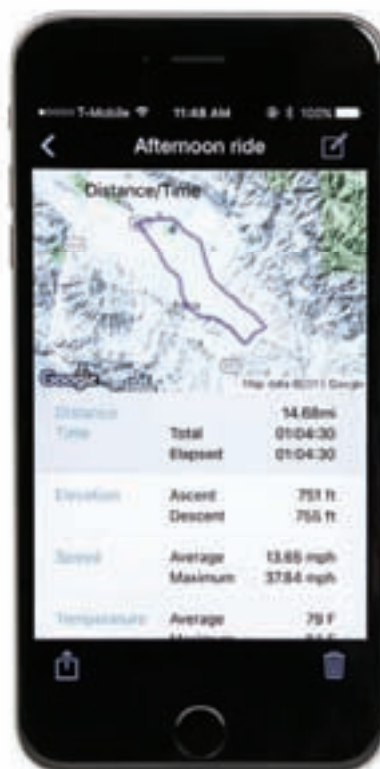 T-Mobile 11:48 AM 100%
Afternoon ride
Distance/Time
Google Map data ©2011 Google
Distance 14.68mi
Time Total 01:04:30
Elapsed 01:04:30
Elevation Ascent 751 ft
Descent 755 ft
Speed Average 13.65 mph
Maximum 37.84 mph
Temperature Average 79 F